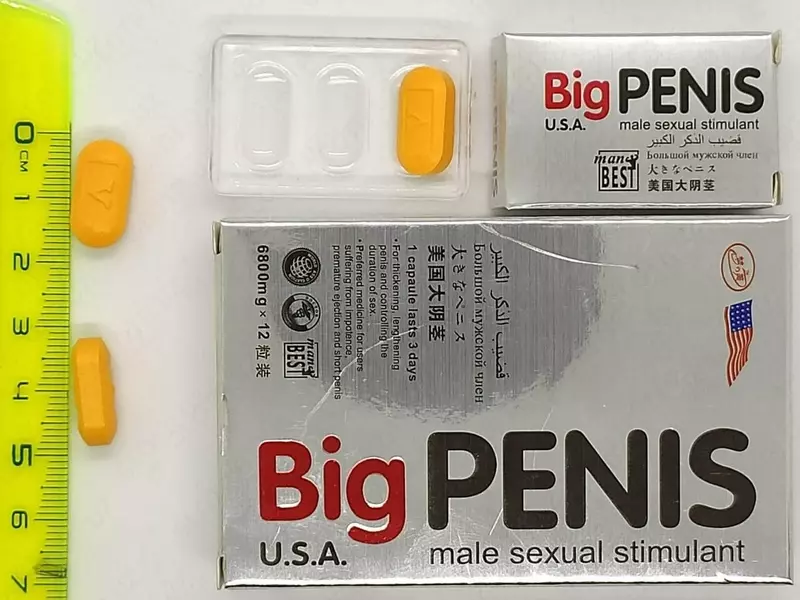 0
CM
1
2
3
4
5
6
7
V
Big PENIS
U.S.A. male sexual stimulant
قضيب الذكر الكبير
man's
BEST
Большой мужской член
大きなペニス
美国大阴茎
قضيب الذكر الكبير
Большой мужской член
大きなペニス
美国大阴茎
1 capaule lasts 3 days
• For thickening, lengthening
penis and controlling the
duration of sex.
• Preferred medicine for users
suffering from impotence,
premature ejection and short penis
man's
BEST
6800mg × 12 粒装
Big PENIS
U.S.A. male sexual stimulant